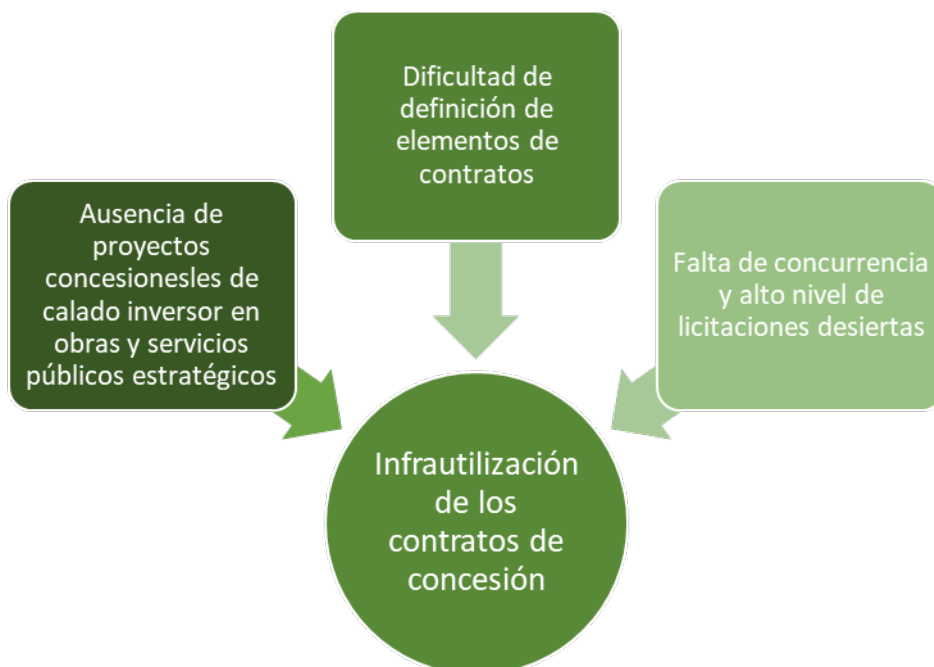 Dificultad de
definición de
elementos de
contratos
Ausencia de
proyectos
concesionesles de
calado inversor en
obras y servicios
públicos estratégicos
Falta de concurrencia
y alto nivel de
licitaciones desiertas
Infrautilización
de los
contratos de
concesión